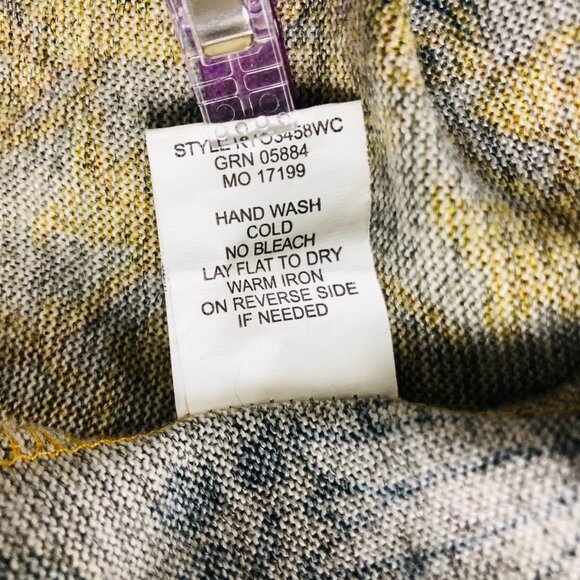 STYLE
GRN 05884
MO 17199
HAND WASH
COLD
NO BLEACH
LAY FLAT TO DRY
WARM IRON
ON REVERSE SIDE
IF NEEDED